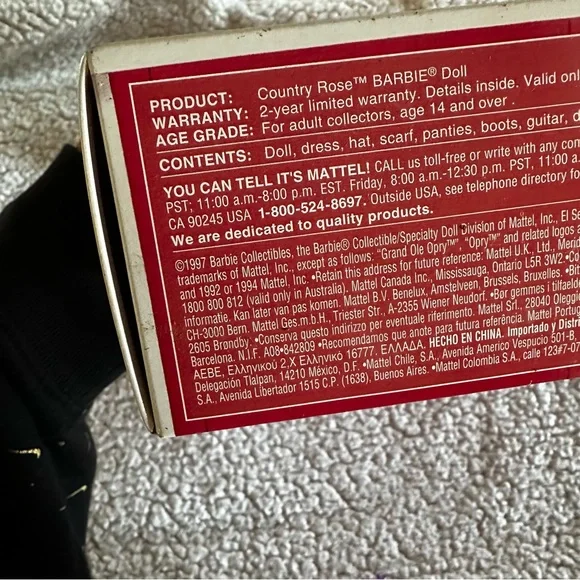 PRODUCT: Country Rose™ BARBIE® Doll
WARRANTY: 2-year limited warranty. Details inside. Valid onl
AGE GRADE: For adult collectors, age 14 and over.
CONTENTS: Doll, dress, hat, scarf, panties, boots, guitar, d
YOU CAN TELL IT'S MATTEL! CALL us toll-free or write with any com
PST; 11:00 a.m.-8:00 p.m. EST. Friday, 8:00 a.m.-12:30 p.m. PST, 11:00 a.
CA 90245 USA 1-800-524-8697. Outside USA, see telephone directory fo
We are dedicated to quality products.
©1997 Barbie Collectibles, the Barbie® Collectible/Specialty Doll Division of Mattel, Inc., El S
trademarks of Mattel, Inc., except as follows: "Grand Ole Opry™", "Opry™" and related logos a
and 1992 or 1994 Mattel, Inc. •Retain this address for future reference: Mattel U.K., Ltd., Meri
1800 800 812 (valid only in Australia). Mattel Canada Inc., Mississauga, Ontario L5R 3W2 •Co
informatie. Kan later van pas komen. Mattel B.V. Benelux, Amstelveen, Brussels, Bruxelles. •Bi
CH-3000 Bern. Mattel Ges.m.b.H., Triester Str., A-2355 Wiener Neudorf. •Bør gemmes i tilfælde
2605 Brøndby. •Conserva questo indirizzo per eventuale riferimento. Mattel Srl., 28040 Olegg
Barcelona. N.I.F. A08•842809 •Recomendamos que anote para futura referência. Mattel Portug
ΑΕΒΕ, Ελληνικού 2, Χ Ελληνικό 16777. ΕΛΛΑΔΑ. HECHO EN CHINA. Importado y Distri
Delegación Tlalpan, 14210 México, D.F. •Mattel Chile, S.A., Avenida Americo Vespucio 501-B,
S.A., Avenida Libertador 1515 C.P. (1638), Buenos Aires. •Mattel Colombia S.A., calle 123#7-07